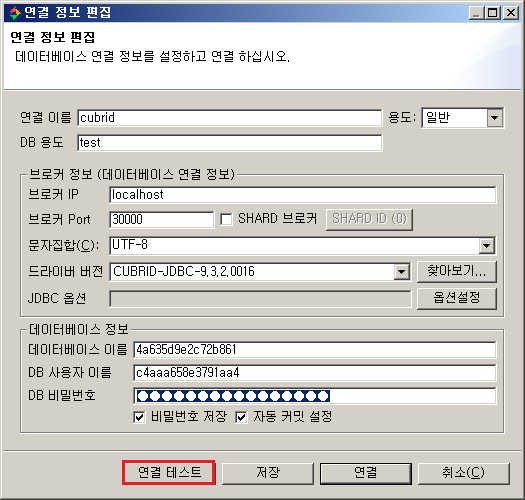 연결 정보 편집
연결 정보 편집
데이터베이스 연결 정보를 설정하고 연결 하십시오.
연결 이름 cubrid 용도: 일반
DB 용도 test
브로커 정보 (데이터베이스 연결 정보)
브로커 IP localhost
브로커 Port 30000 SHARD 브로커 SHARD ID (0)
문자집합(C): UTF-8
드라이버 버전 CUBRID-JDBC-9.3.2.0016 찾아보기...
JDBC 옵션 옵션설정
데이터베이스 정보
데이터베이스 이름 4a635d9e2c72b861
DB 사용자 이름 c4aaa658e3791aa4
DB 비밀번호
비밀번호 저장 자동 커밋 설정
연결 테스트 저장 연결 취소(C)